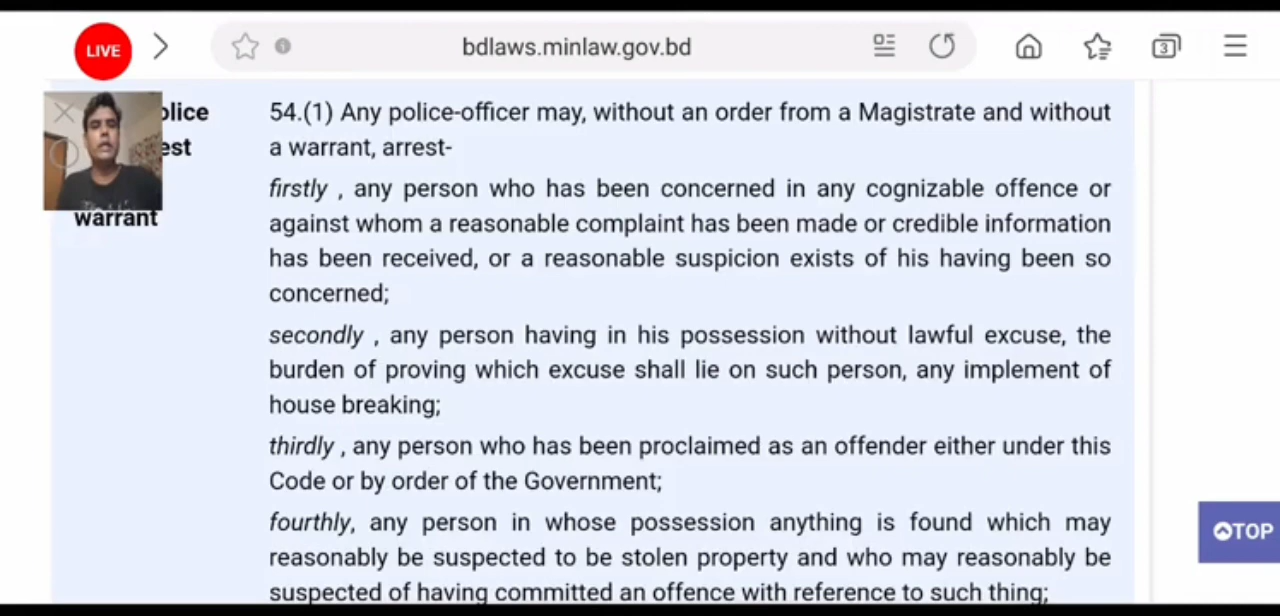 LIVE
bdlaws.minlaw.gov.bd
3
warrant
54.(1) Any police-officer may, without an order from a Magistrate and without
a warrant, arrest-
firstly , any person who has been concerned in any cognizable offence or
against whom a reasonable complaint has been made or credible information
has been received, or a reasonable suspicion exists of his having been so
concerned;
secondly , any person having in his possession without lawful excuse, the
burden of proving which excuse shall lie on such person, any implement of
house breaking;
thirdly , any person who has been proclaimed as an offender either under this
Code or by order of the Government;
fourthly, any person in whose possession anything is found which may
reasonably be suspected to be stolen property and who may reasonably be
suspected of having committed an offence with reference to such thing;
TOP